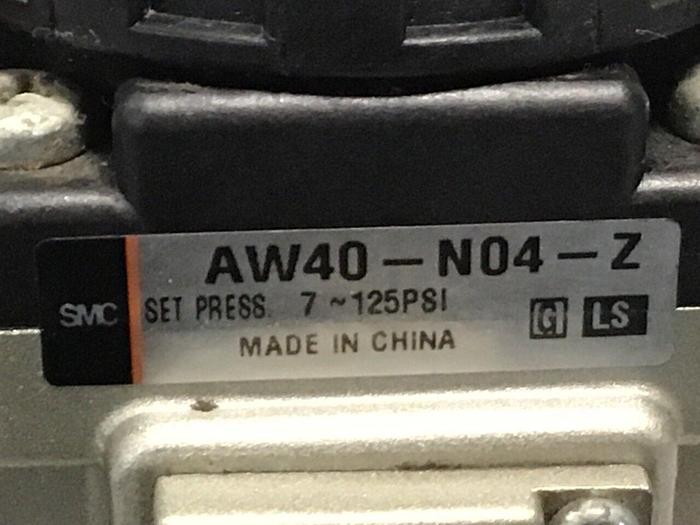 AW40-N04-Z
SMC SET PRESS. 7~125PSI G LS
MADE IN CHINA